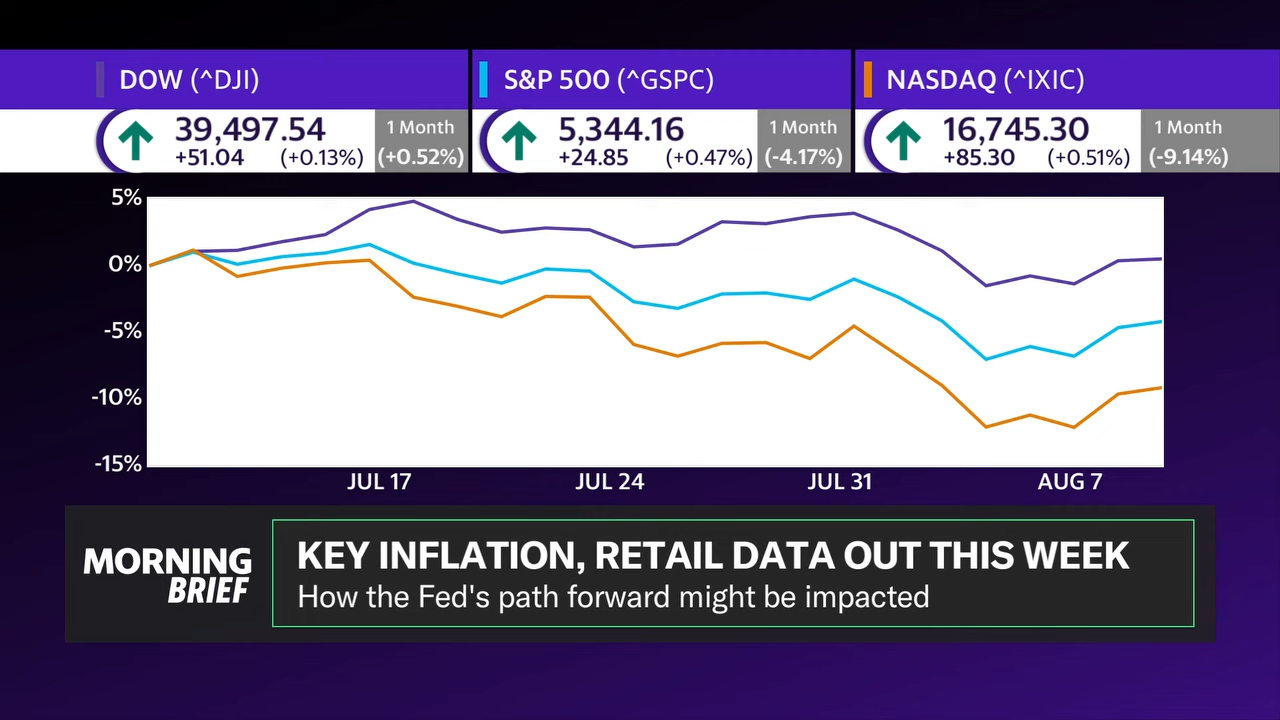 DOW (^DJI)
39,497.54
+51.04 (+0.13%)
1 Month
(+0.52%)
S&P 500 (^GSPC)
5,344.16
+24.85 (+0.47%)
1 Month
(-4.17%)
NASDAQ (^IXIC)
16,745.30
+85.30 (+0.51%)
1 Month
(-9.14%)
5%
0%
-5%
-10%
-15%
JUL 17 JUL 24 JUL 31 AUG 7
MORNING
BRIEF
KEY INFLATION, RETAIL DATA OUT THIS WEEK
How the Fed's path forward might be impacted